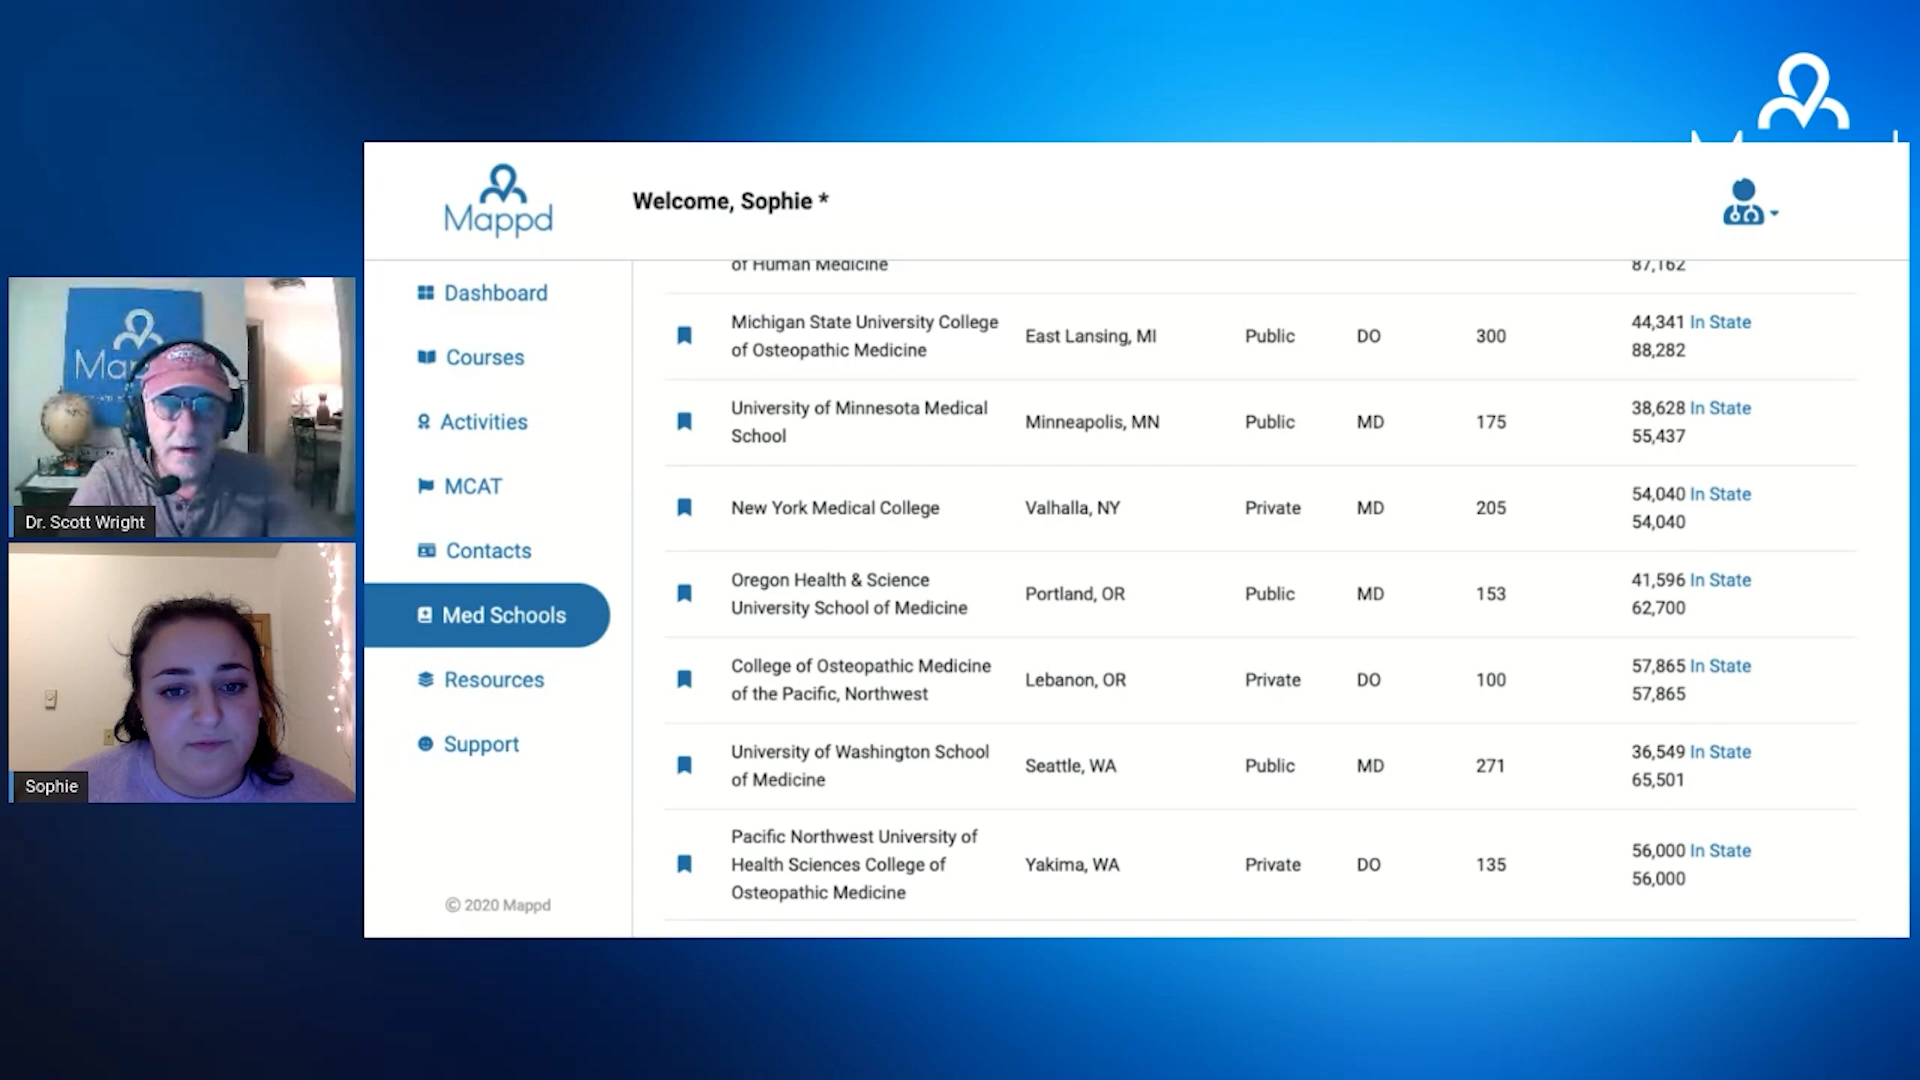 Mappd
Welcome, Sophie *
Dashboard
Courses
Activities
MCAT
Contacts
Med Schools
Resources
Support
© 2020 Mappd
of Human Medicine 87,162
Michigan State University College
of Osteopathic Medicine
East Lansing, MI Public DO 300
44,341 In State
88,282
University of Minnesota Medical
School
Minneapolis, MN Public MD 175
38,628 In State
55,437
New York Medical College Valhalla, NY Private MD 205
54,040 In State
54,040
Oregon Health & Science
University School of Medicine
Portland, OR Public MD 153
41,596 In State
62,700
College of Osteopathic Medicine
of the Pacific, Northwest
Lebanon, OR Private DO 100
57,865 In State
57,865
University of Washington School
of Medicine
Seattle, WA Public MD 271
36,549 In State
65,501
Pacific Northwest University of
Health Sciences College of
Osteopathic Medicine
Yakima, WA Private DO 135
56,000 In State
56,000
Dr. Scott Wright
Sophie